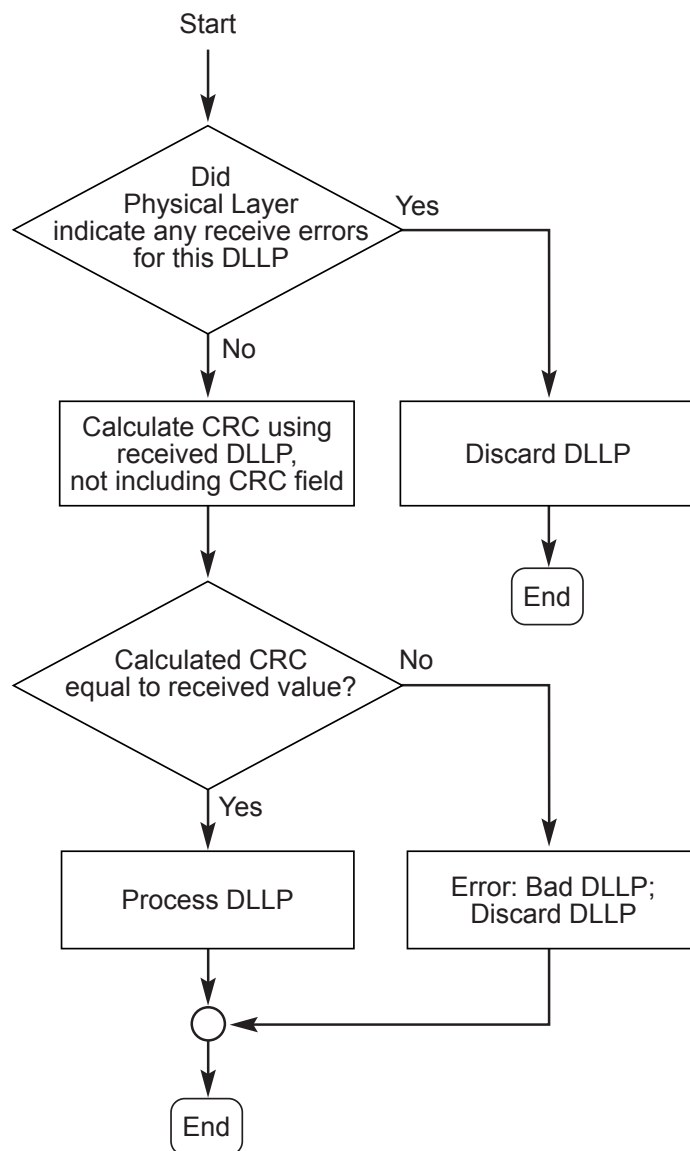 Start
Did
Physical Layer
indicate any receive errors
for this DLLP
Yes
No
Calculate CRC using
received DLLP,
not including CRC field
Discard DLLP
End
Calculated CRC
equal to received value?
No
Yes
Process DLLP
Error: Bad DLLP;
Discard DLLP
End